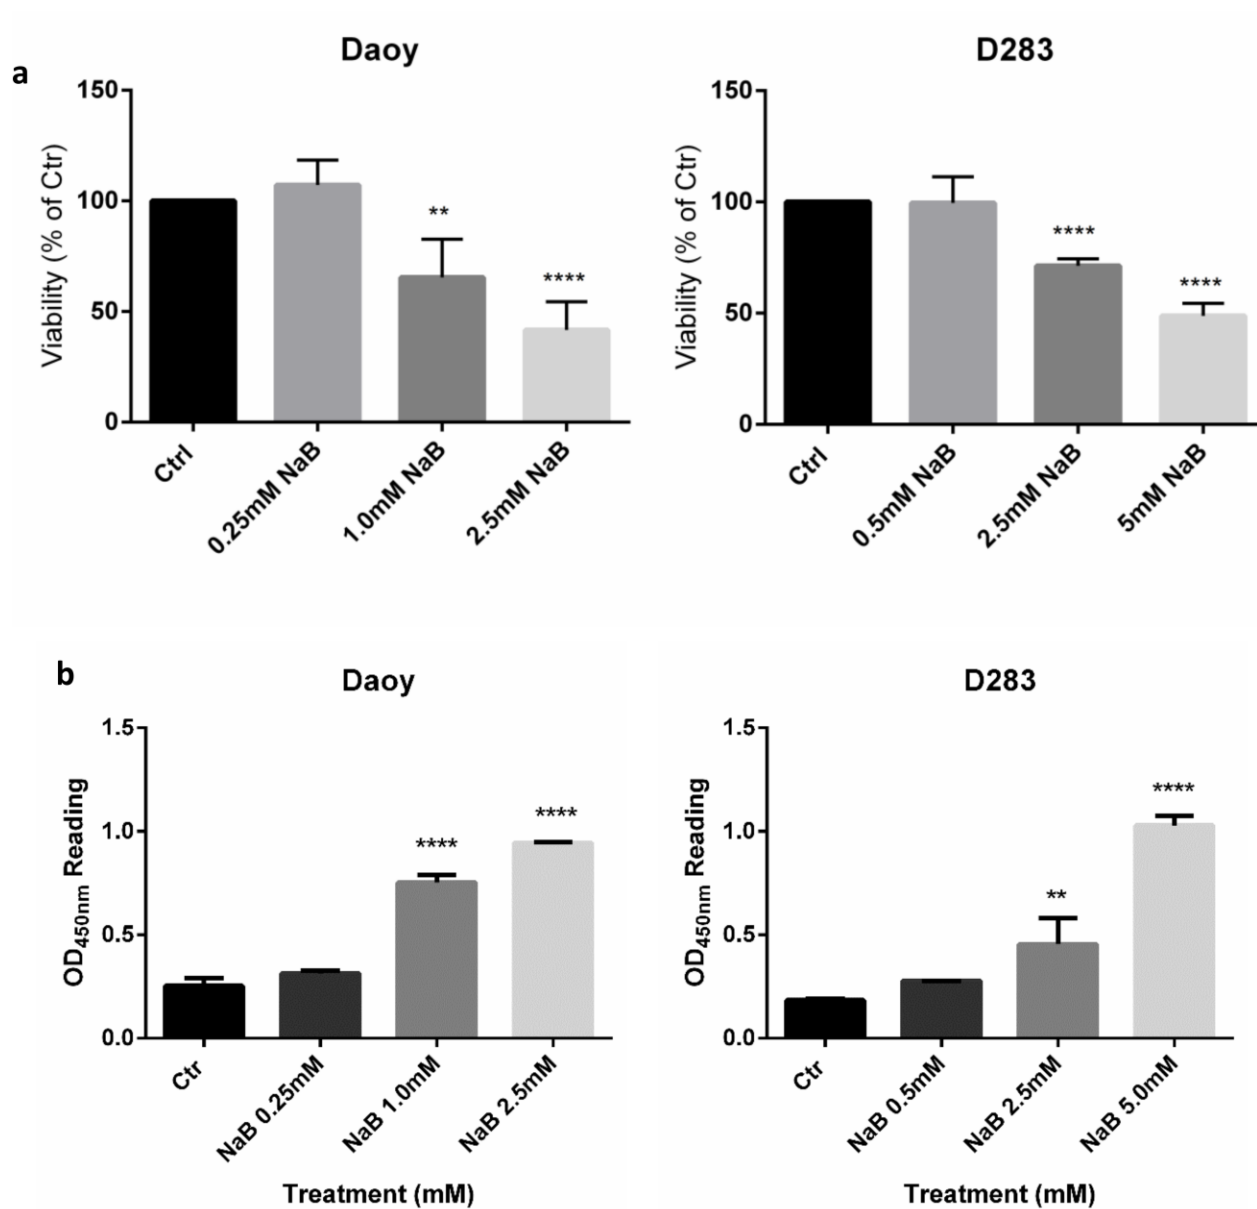 a
Daoy
Viability (% of Ctr)
150
100
50
0
**
****
Ctrl
0.25mM NaB
1.0mM NaB
2.5mM NaB
D283
Viability (% of Ctr)
150
100
50
0
****
****
Ctrl
0.5mM NaB
2.5mM NaB
5mM NaB
b
Daoy
OD450nm Reading
1.5
1.0
0.5
0.0
****
****
Ctr
NaB 0.25mM
NaB 1.0mM
NaB 2.5mM
Treatment (mM)
D283
OD450nm Reading
1.5
1.0
0.5
0.0
**
****
Ctr
NaB 0.5mM
NaB 2.5mM
NaB 5.0mM
Treatment (mM)